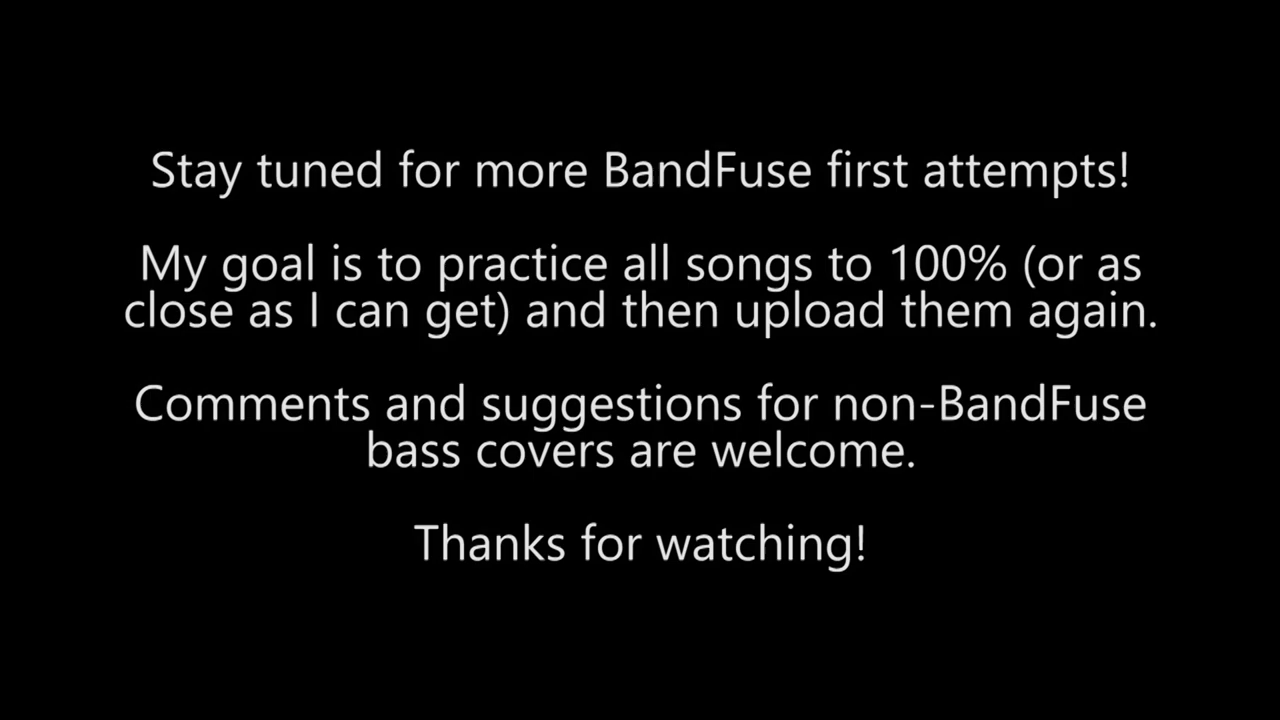 Stay tuned for more BandFuse first attempts!
My goal is to practice all songs to 100% (or as
close as I can get) and then upload them again.
Comments and suggestions for non-BandFuse
bass covers are welcome.
Thanks for watching!